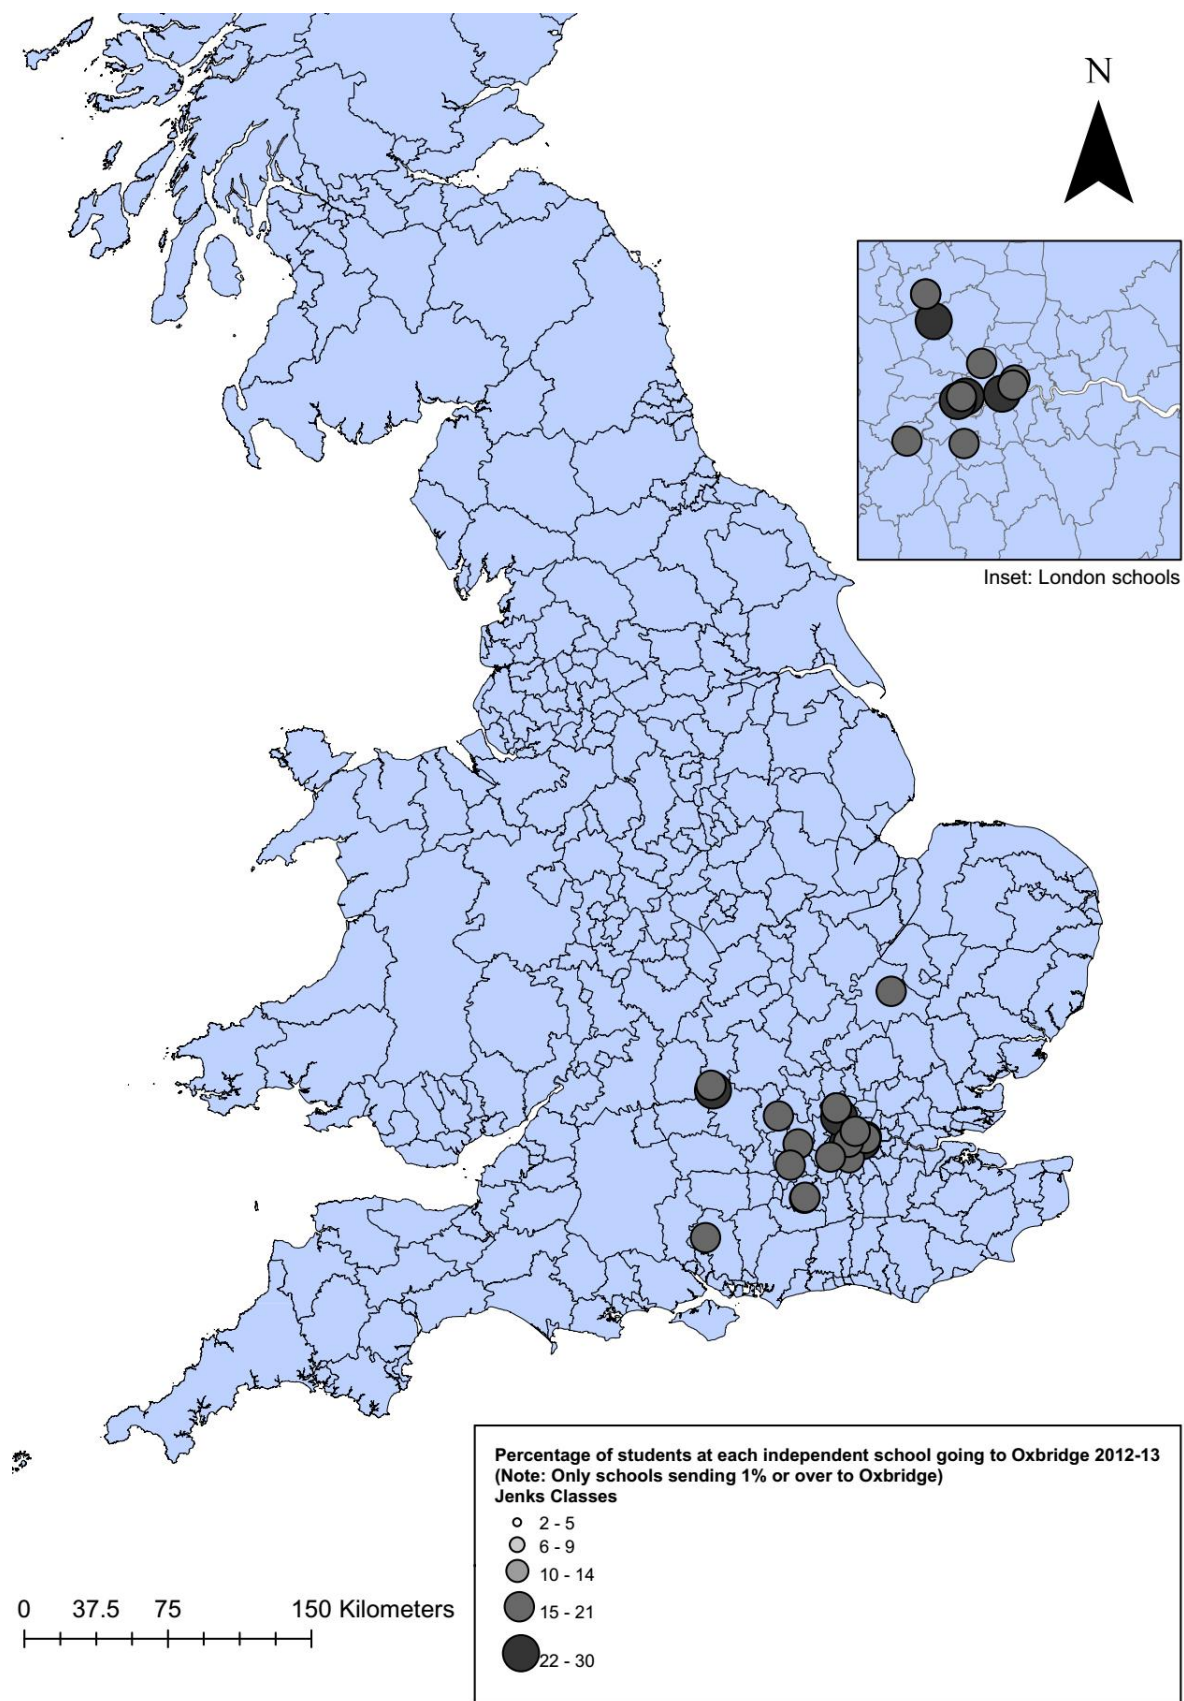 N
Inset: London schools
Percentage of students at each independent school going to Oxbridge 2012-13
(Note: Only schools sending 1% or over to Oxbridge)
Jenks Classes
2 - 5
6 - 9
10 - 14
15 - 21
22 - 30
0 37.5 75 150 Kilometers